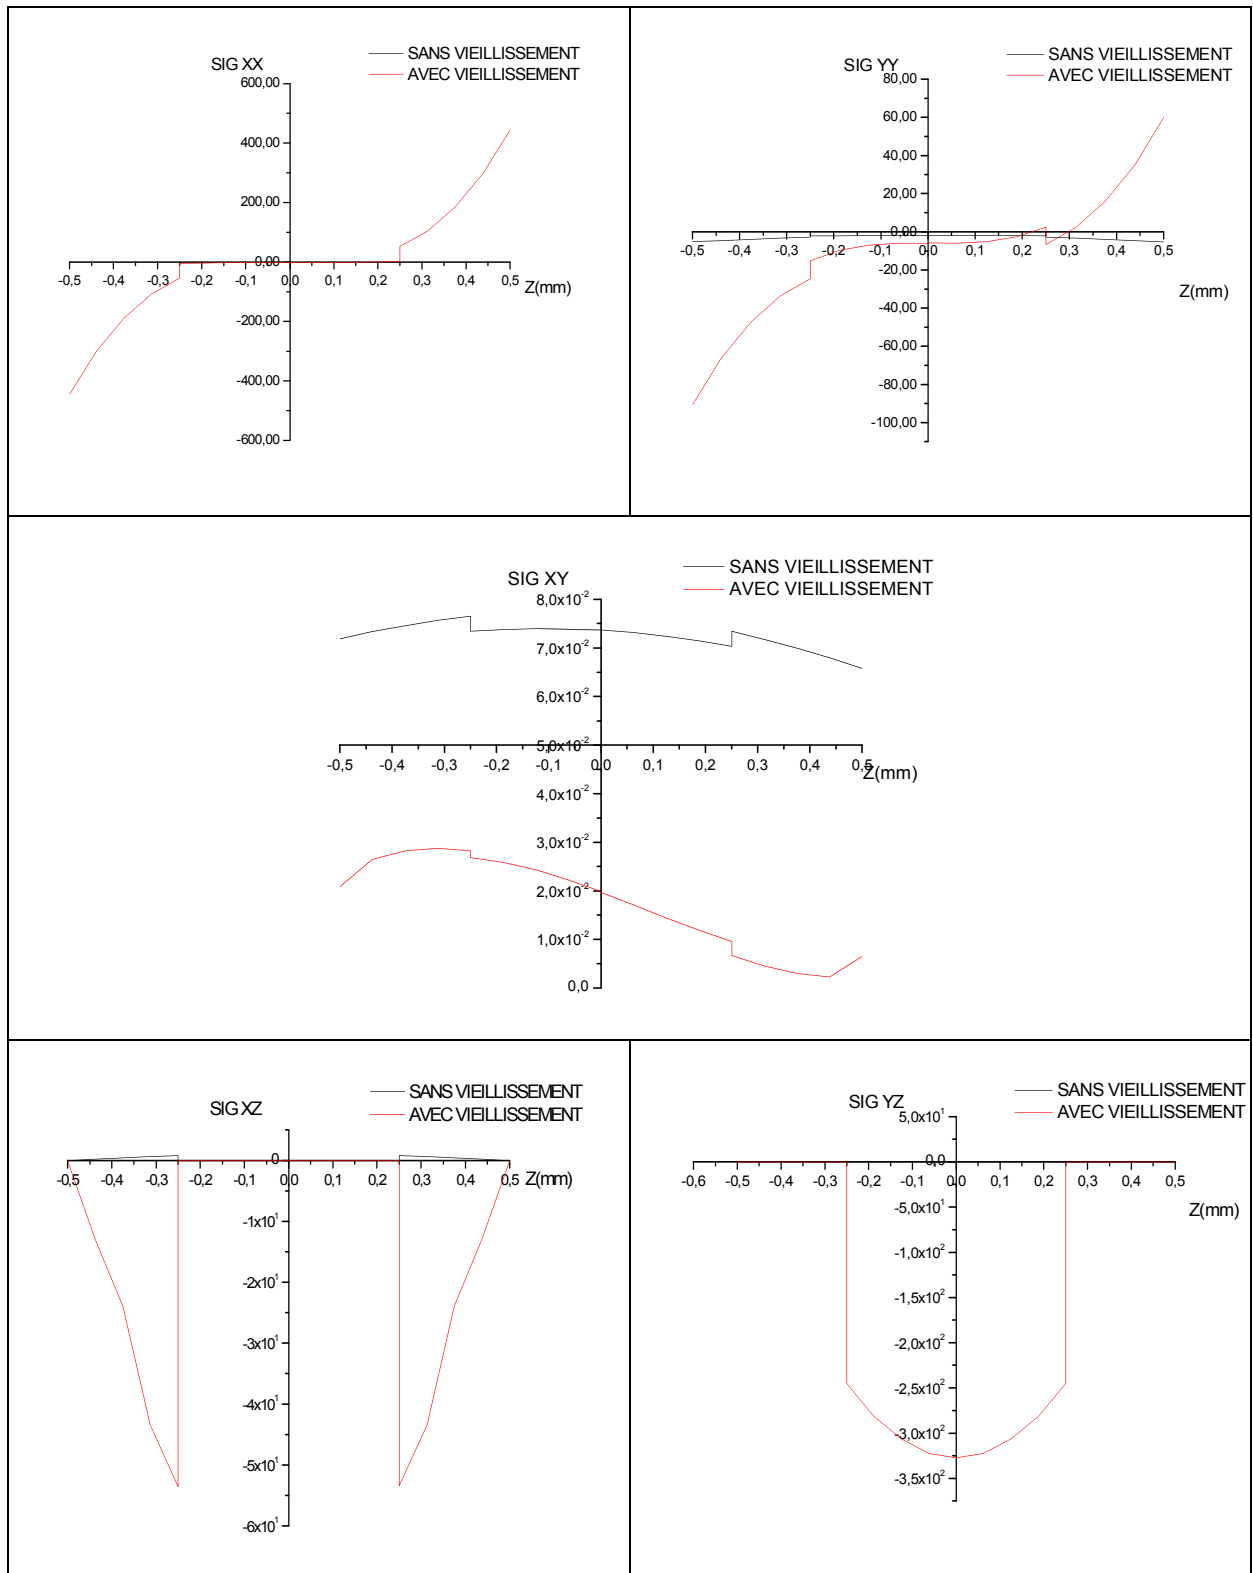 SIG XX
SANS VIEILLISSEMENT
AVEC VIEILLISSEMENT
600,00
400,00
200,00
0,00
-0,5 -0,4 -0,3 -0,2 -0,1 0,0 0,1 0,2 0,3 0,4 0,5
Z(mm)
-200,00
-400,00
-600,00
SIG YY
SANS VIEILLISSEMENT
AVEC VIEILLISSEMENT
80,00
60,00
40,00
20,00
0,00
-0,5 -0,4 -0,3 -0,2 -0,1 0,0 0,1 0,2 0,3 0,4 0,5
-20,00
Z(mm)
-40,00
-60,00
-80,00
-100,00
SIG XY
SANS VIEILLISSEMENT
AVEC VIEILLISSEMENT
8,0x10⁻²
7,0x10⁻²
6,0x10⁻²
5,0x10⁻²
-0,5 -0,4 -0,3 -0,2 -0,1 0,0 0,1 0,2 0,3 0,4 0,5
Z(mm)
4,0x10⁻²
3,0x10⁻²
2,0x10⁻²
1,0x10⁻²
0,0
SIG XZ
SANS VIEILLISSEMENT
AVEC VIEILLISSEMENT
0
-0,5 -0,4 -0,3 -0,2 -0,1 0,0 0,1 0,2 0,3 0,4 0,5
Z(mm)
-1x10¹
-2x10¹
-3x10¹
-4x10¹
-5x10¹
-6x10¹
SIG YZ
SANS VIEILLISSEMENT
AVEC VIEILLISSEMENT
5,0x10¹
0,0
-0,6 -0,5 -0,4 -0,3 -0,2 -0,1 0,0 0,1 0,2 0,3 0,4 0,5
Z(mm)
-5,0x10¹
-1,0x10²
-1,5x10²
-2,0x10²
-2,5x10²
-3,0x10²
-3,5x10²